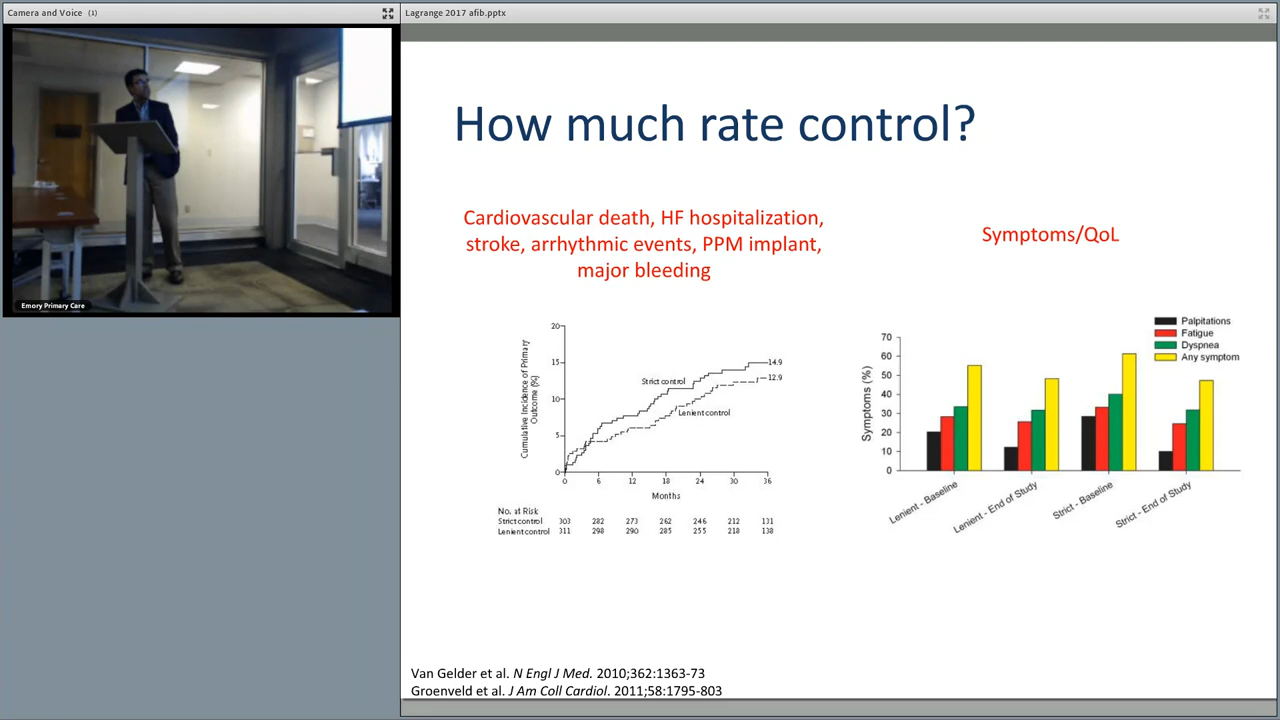 Camera and Voice (1)
Lagrange 2017 afib.pptx
Emory Primary Care
How much rate control?
Cardiovascular death, HF hospitalization,
stroke, arrhythmic events, PPM implant,
major bleeding
Symptoms/QoL
Cumulative Incidence of Primary
Outcome (%)
20
15
10
5
0
Strict control
Lenient control
14.9
12.9
0 6 12 18 24 30 36
Months
No. at Risk
Strict control 303 282 273 262 246 212 131
Lenient control 311 298 290 285 255 218 138
Palpitations
Fatigue
Dyspnea
Any symptom
Symptoms (%)
70
60
50
40
30
20
10
0
Lenient - Baseline
Lenient - End of Study
Strict - Baseline
Strict - End of Study
Van Gelder et al. N Engl J Med. 2010;362:1363-73
Groenveld et al. J Am Coll Cardiol. 2011;58:1795-803